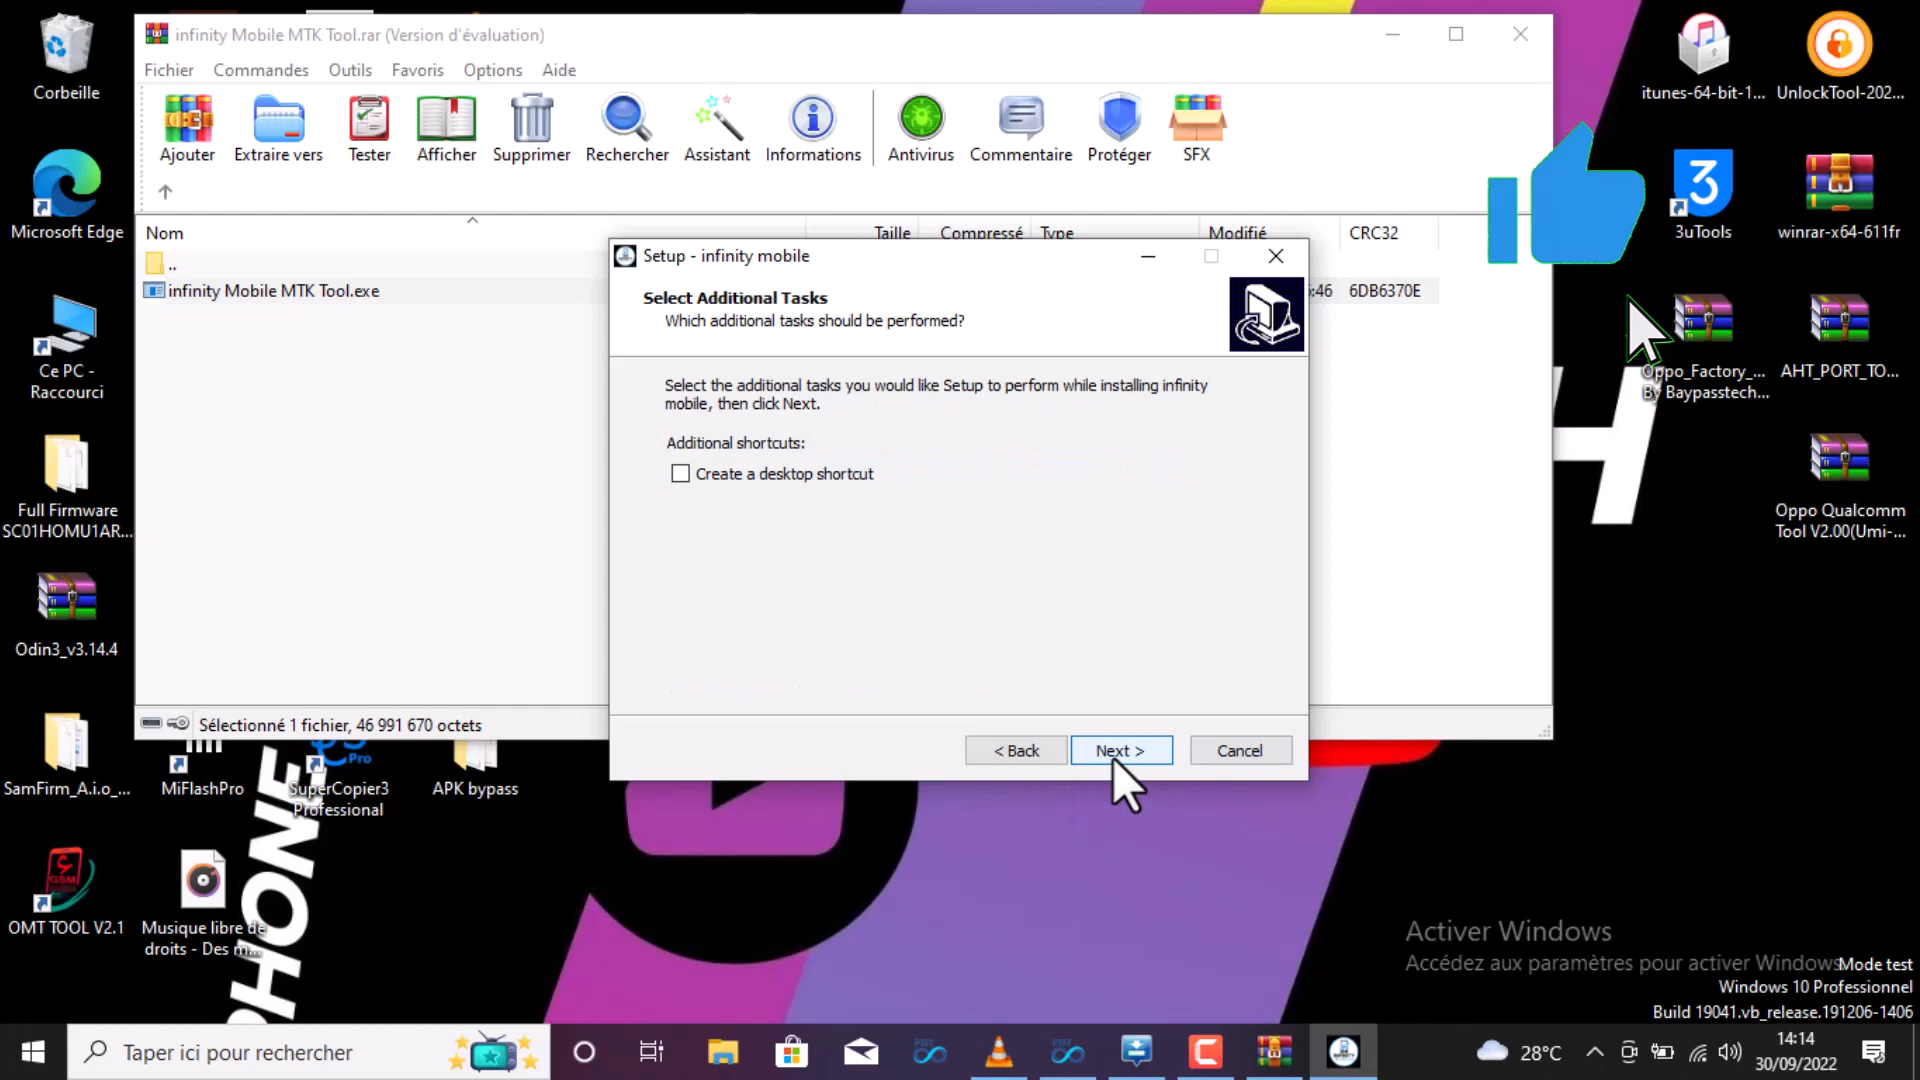 infinity Mobile MTK Tool.rar (Version d'évaluation)
Fichier Commandes Outils Favoris Options Aide
Ajouter Extraire vers Tester Afficher Supprimer Rechercher Assistant Informations Antivirus Commentaire Protéger SFX
Nom Taille Compressé Type Modifié CRC32
..
infinity Mobile MTK Tool.exe
:46 6DB6370E
Sélectionné 1 fichier, 46 991 670 octets
Setup - infinity mobile
Select Additional Tasks
Which additional tasks should be performed?
Select the additional tasks you would like Setup to perform while installing infinity
mobile, then click Next.
Additional shortcuts:
Create a desktop shortcut
< Back Next > Cancel
Corbeille
Microsoft Edge
Ce PC -
Raccourci
Full Firmware
SC01HOMU1AR...
Odin3_v3.14.4
SamFirm_A.i.o_...
MiFlashPro
SuperCopier3
Professional
Pro
APK bypass
OMT TOOL V2.1
GSM
Musique libre de
droits - Des m...
PHONE
H
itunes-64-bit-1...
UnlockTool-202...
3
3uTools
winrar-x64-611fr
Oppo_Factory_...
By Baypasstech...
AHT_PORT_TO...
Oppo Qualcomm
Tool V2.00(Umi-...
Activer Windows
Accédez aux paramètres pour activer Windows.
Mode test
Windows 10 Professionnel
Build 19041.vb_release.191206-1406
Taper ici pour rechercher
28°C
14:14
30/09/2022